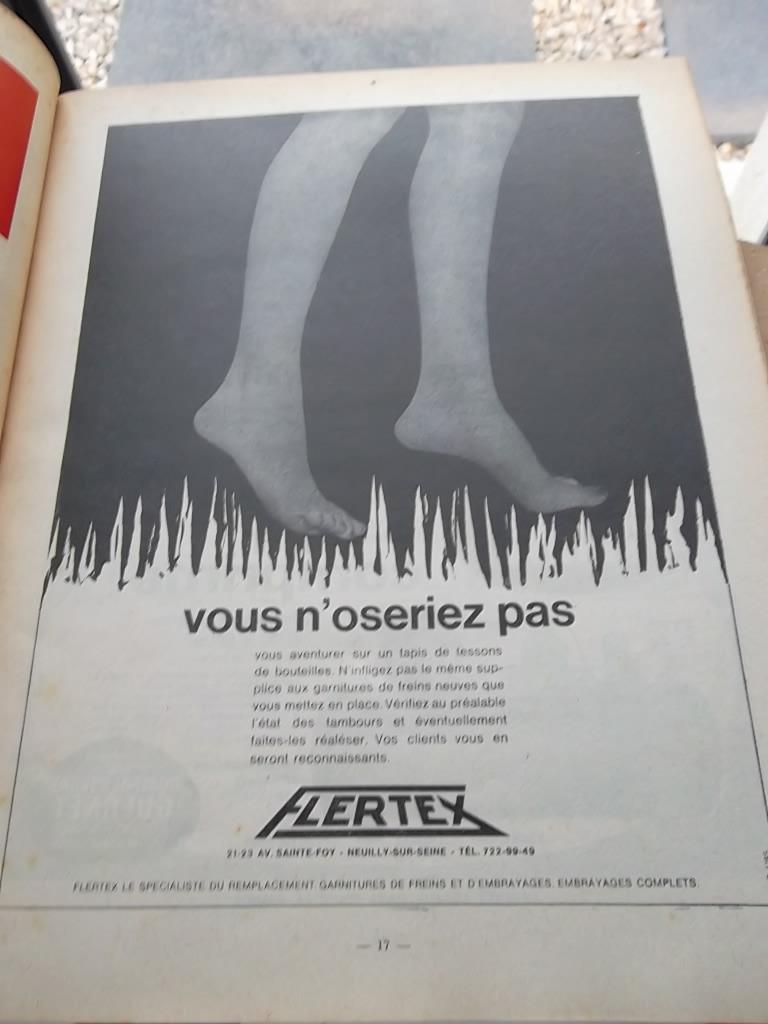 vous n'oseriez pas
vous aventurer sur un tapis de tessons
de bouteilles. N'infligez pas le même sup-
plice aux garnitures de freins neuves que
vous mettez en place. Vérifiez au préalable
l'état des tambours et éventuellement
faites-les réaléser. Vos clients vous en
seront reconnaissants.
FLERTEX
21-23 AV. SAINTE-FOY - NEUILLY-SUR-SEINE - TÉL. 722-99-49
FLERTEX LE SPECIALISTE DU REMPLACEMENT GARNITURES DE FREINS ET D'EMBRAYAGES. EMBRAYAGES COMPLETS.
— 17 —